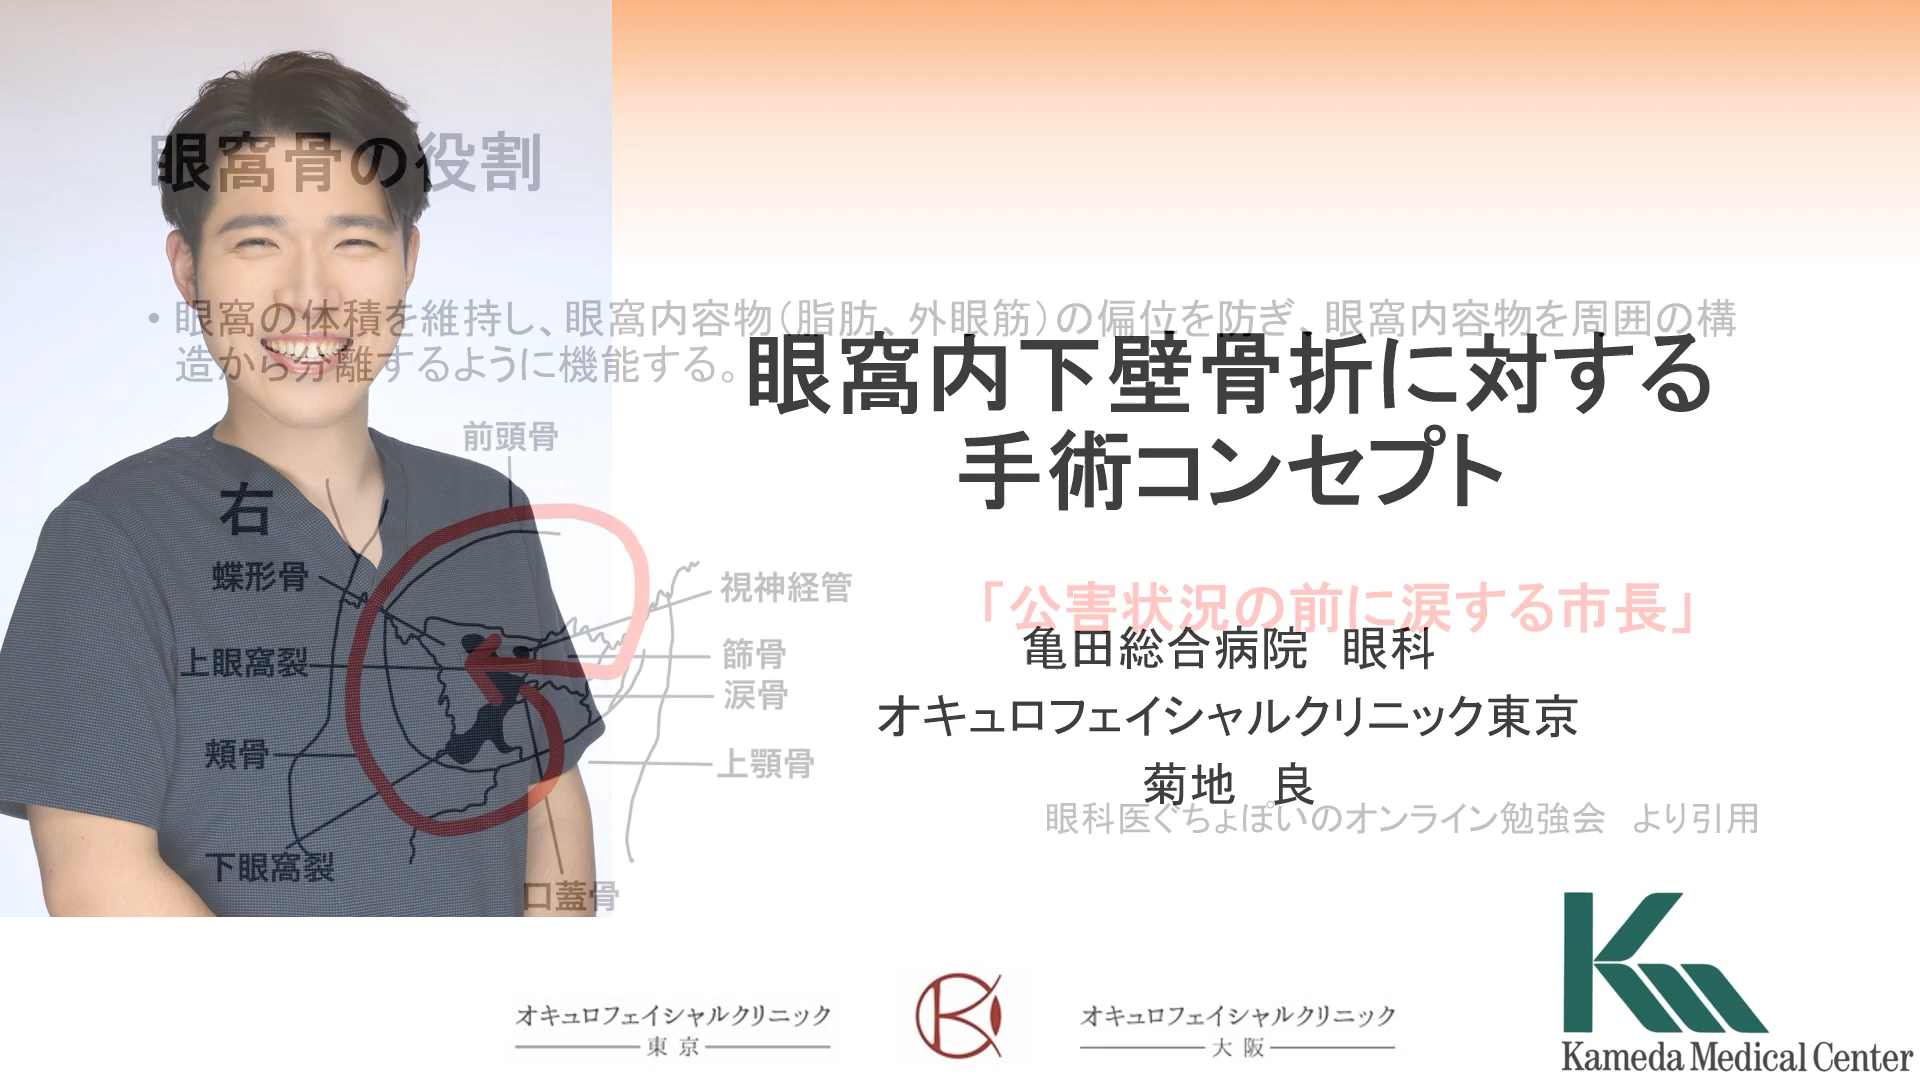 眼窩骨の役割
• 眼窩の体積を維持し、眼窩内容物（脂肪、外眼筋）の偏位を防ぎ、眼窩内容物を周囲の構
造から分離するように機能する。
眼窩内下壁骨折に対する
手術コンセプト
前頭骨
右
蝶形骨
視神経管
「公害状況の前に涙する市長」
亀田総合病院　眼科
上眼窩裂
篩骨
涙骨
オキュロフェイシャルクリニック東京
頬骨
上顎骨
菊地　良
眼科医ぐちょぽいのオンライン勉強会　より引用
下眼窩裂
口蓋骨
オキュロフェイシャルクリニック
東京
オキュロフェイシャルクリニック
大阪
Kameda Medical Center